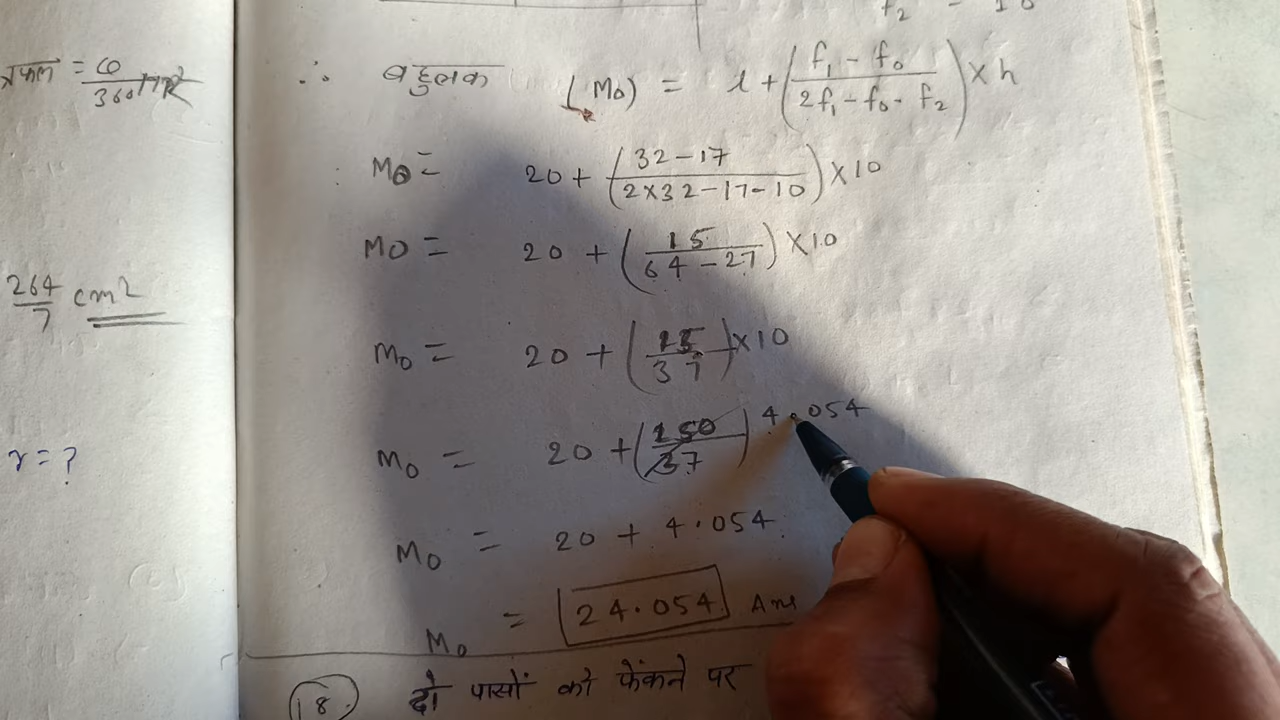 = θ/360 πr²
264/7 cm2
r = ?
∴ बहुलक (Mo) = l + (f₁ - f₀ / 2f₁ - f₀ - f₂) × h
Mo = 20 + (32 - 17 / 2×32 - 17 - 10) × 10
Mo = 20 + (15 / 64 - 27) × 10
Mo = 20 + (15 / 37) × 10
Mo = 20 + (150 / 37) 4.054
Mo = 20 + 4.054
Mo = 24.054 Ans
18. दो पासों को फेंकने पर